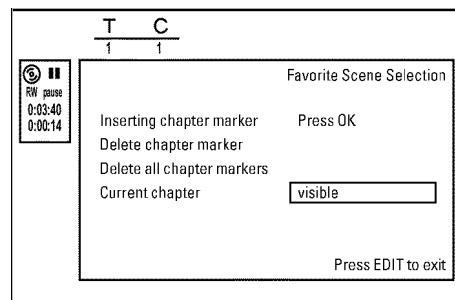 T C
1 1
RW pause
0:03:40
0:00:14
Favorite Scene Selection
Inserting chapter marker Press OK
Delete chapter marker
Delete all chapter markers
Current chapter visible
Press EDIT to exit